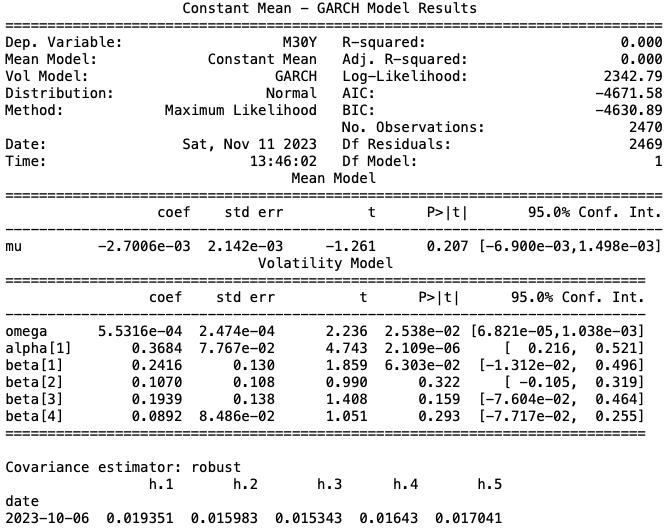 Constant Mean - GARCH Model Results
==============================================================================
Dep. Variable:                    M30Y   R-squared:                       0.000
Mean Model:              Constant Mean   Adj. R-squared:                  0.000
Vol Model:                       GARCH   Log-Likelihood:                2342.79
Distribution:                   Normal   AIC:                          -4671.58
Method:             Maximum Likelihood   BIC:                          -4630.89
No. Observations:                 2470
Date:                 Sat, Nov 11 2023   Df Residuals:                     2469
Time:                         13:46:02   Df Model:                            1
Mean Model
==============================================================================
coef    std err          t      P>|t|        95.0% Conf. Int.
------------------------------------------------------------------------------
mu         -2.7006e-03  2.142e-03     -1.261      0.207 [-6.900e-03,1.498e-03]
Volatility Model
============================================================================
coef    std err          t      P>|t|      95.0% Conf. Int.
----------------------------------------------------------------------------
omega      5.5316e-04  2.474e-04      2.236  2.538e-02 [6.821e-05,1.038e-03]
alpha[1]       0.3684  7.767e-02      4.743  2.109e-06     [  0.216,  0.521]
beta[1]        0.2416      0.130      1.859  6.303e-02 [-1.312e-02,  0.496]
beta[2]        0.1070      0.108      0.990      0.322     [ -0.105,  0.319]
beta[3]        0.1939      0.138      1.408      0.159 [-7.604e-02,  0.464]
beta[4]        0.0892  8.486e-02      1.051      0.293 [-7.717e-02,  0.255]
============================================================================
Covariance estimator: robust
h.1       h.2       h.3      h.4       h.5
date
2023-10-06  0.019351  0.015983  0.015343  0.01643  0.017041